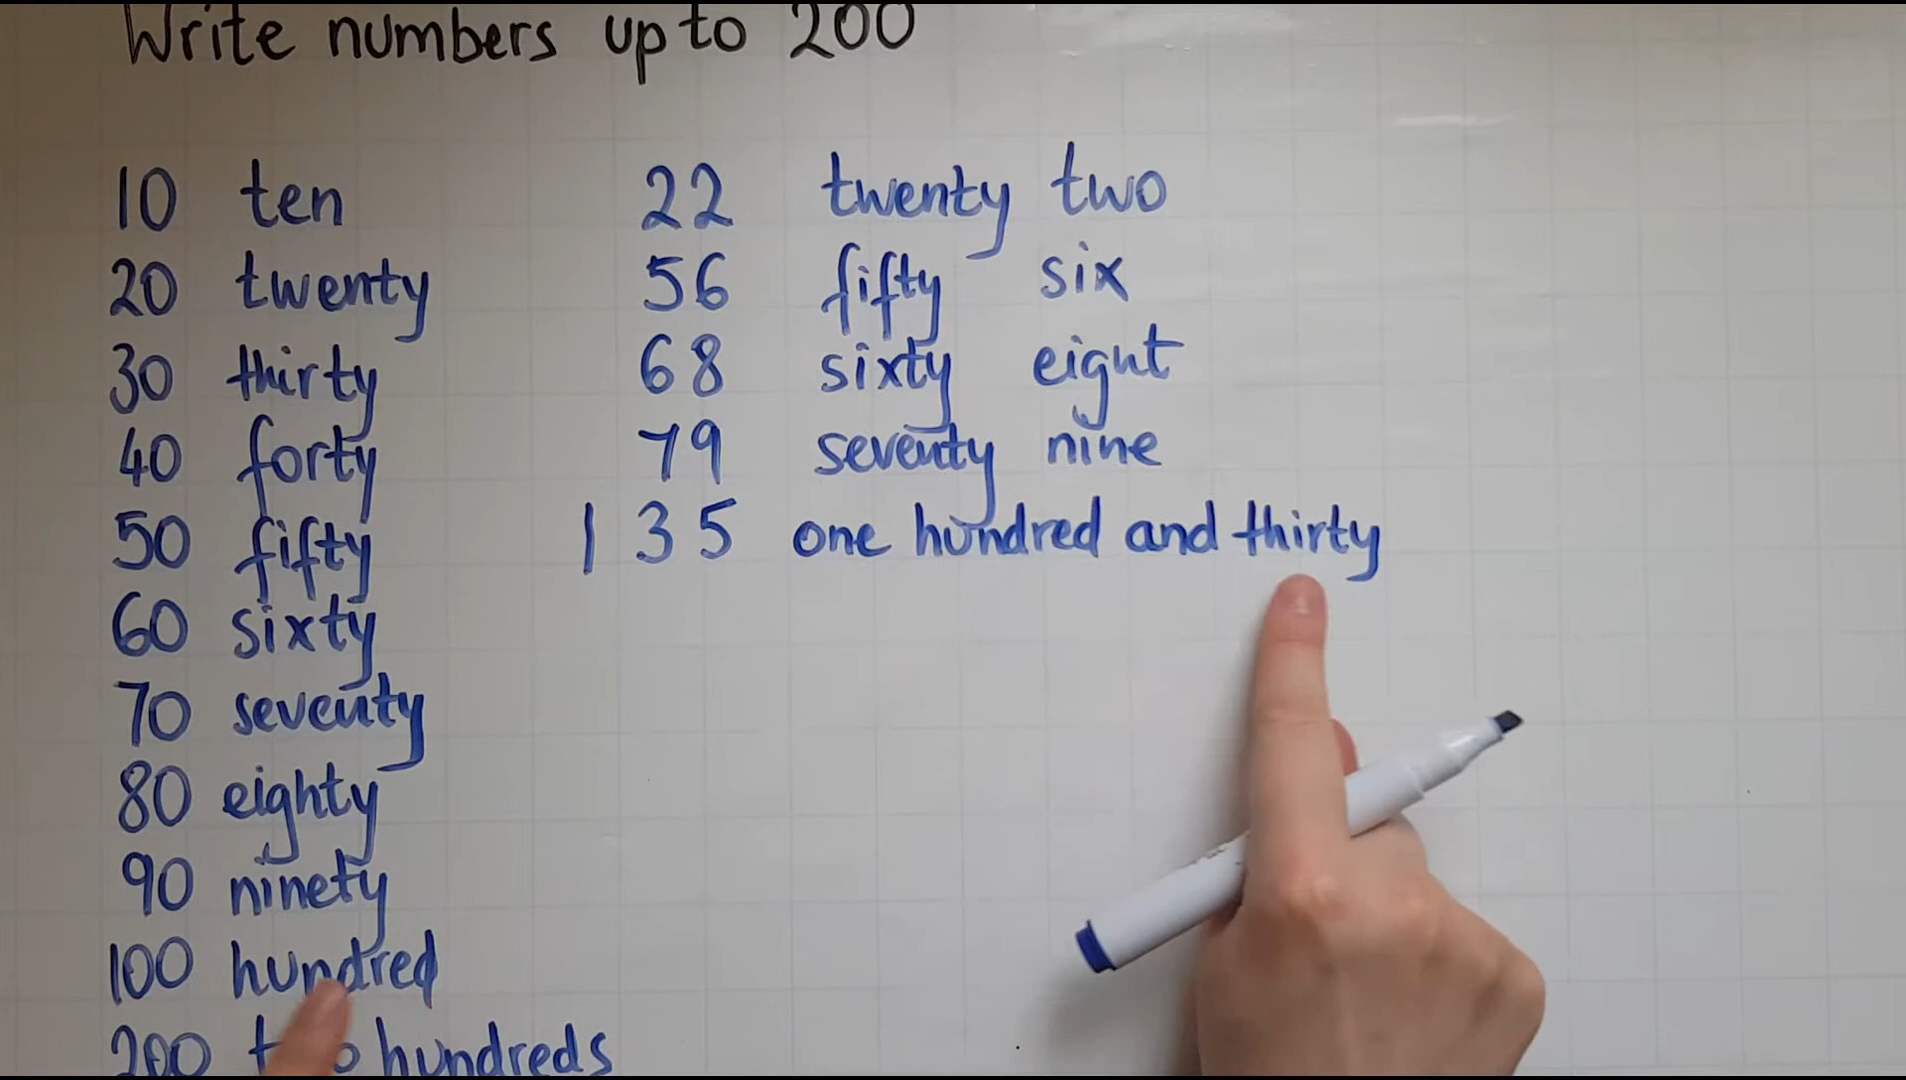 Write numbers up to 200
10 ten
20 twenty
30 thirty
40 forty
50 fifty
60 sixty
70 seventy
80 eighty
90 ninety
100 hundred
200 hundreds
22 twenty two
56 fifty six
68 sixty eight
79 seventy nine
135 one hundred and thirty